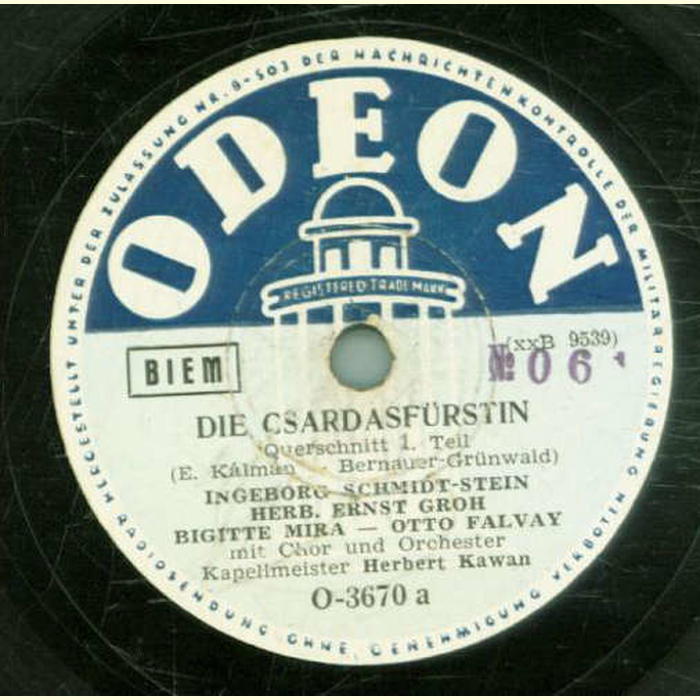 HERGESTELLT UNTER DER ZULASSUNG NR. B-503 DER NACHRICHTENKONTROLLE DER MILITÄRREGIERUNG
ODEON
REGISTERED TRADE MARK
BIEM
(xxB 9539)
№ 06
DIE CSARDASFÜRSTIN
Querschnitt 1. Teil
(E. Kálmán - Bernauer-Grünwald)
INGEBORG SCHMIDT-STEIN
HERB. ERNST GROH
BIGITTE MIRA — OTTO FALVAY
mit Chor und Orchester
Kapellmeister Herbert Kawan
O-3670 a
RADIOSENDUNG OHNE GENEHMIGUNG VERBOTEN